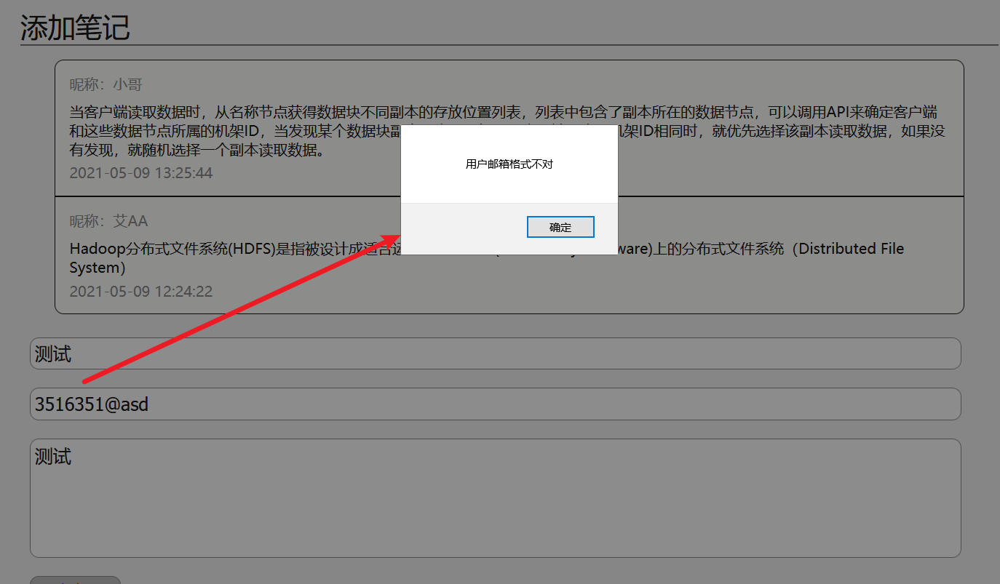 添加笔记
昵称：小哥
当客户端读取数据时，从名称节点获得数据块不同副本的存放位置列表，列表中包含了副本所在的数据节点，可以调用API来确定客户端
和这些数据节点所属的机架ID，当发现某个数据块副 机架ID相同时，就优先选择该副本读取数据，如果没
有发现，就随机选择一个副本读取数据。
2021-05-09 13:25:44
用户邮箱格式不对
确定
昵称：艾AA
Hadoop分布式文件系统(HDFS)是指被设计成适合运 ware)上的分布式文件系统（Distributed File
System）
2021-05-09 12:24:22
测试
3516351@asd
测试